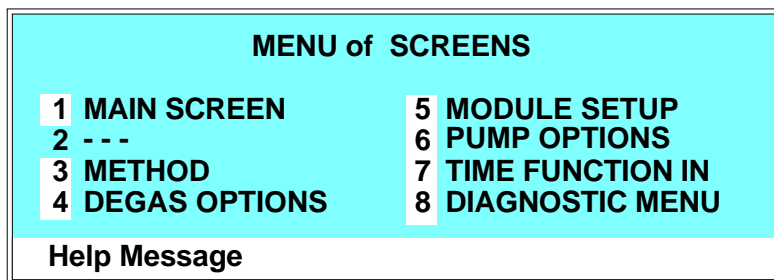 MENU of SCREENS
1 MAIN SCREEN
2 - - -
3 METHOD
4 DEGAS OPTIONS
5 MODULE SETUP
6 PUMP OPTIONS
7 TIME FUNCTION IN
8 DIAGNOSTIC MENU
Help Message